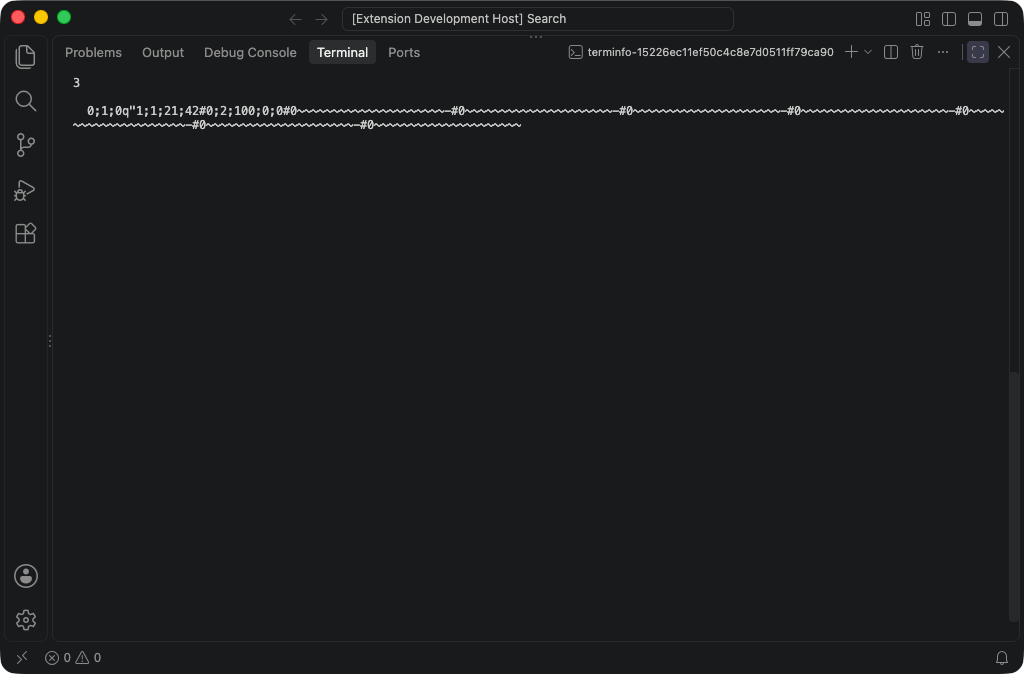 [Extension Development Host] Search
Problems Output Debug Console Terminal Ports
terminfo-15226ec11ef50c4c8e7d0511ff79ca90
3
0;1;0q"1;1;21;42#0;2;100;0;0#0~~~~~~~~~~~~~~~~~~~~~-#0~~~~~~~~~~~~~~~~~~~~~-#0~~~~~~~~~~~~~~~~~~~~~-#0~~~~~~~~~~~~~~~~~~~~~-#0~~~~~
~~~~~~~~~~~~~~~~-#0~~~~~~~~~~~~~~~~~~~~~-#0~~~~~~~~~~~~~~~~~~~~~
0 0